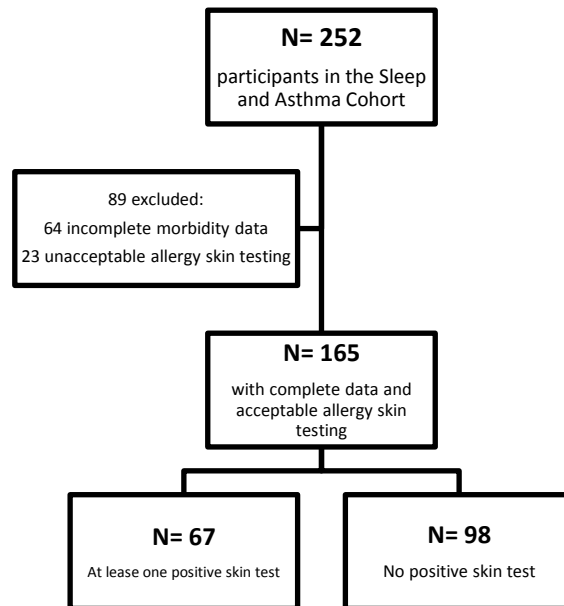 N= 252
participants in the Sleep
and Asthma Cohort
89 excluded:
64 incomplete morbidity data
23 unacceptable allergy skin testing
N= 165
with complete data and
acceptable allergy skin
testing
N= 67
At lease one positive skin test
N= 98
No positive skin test